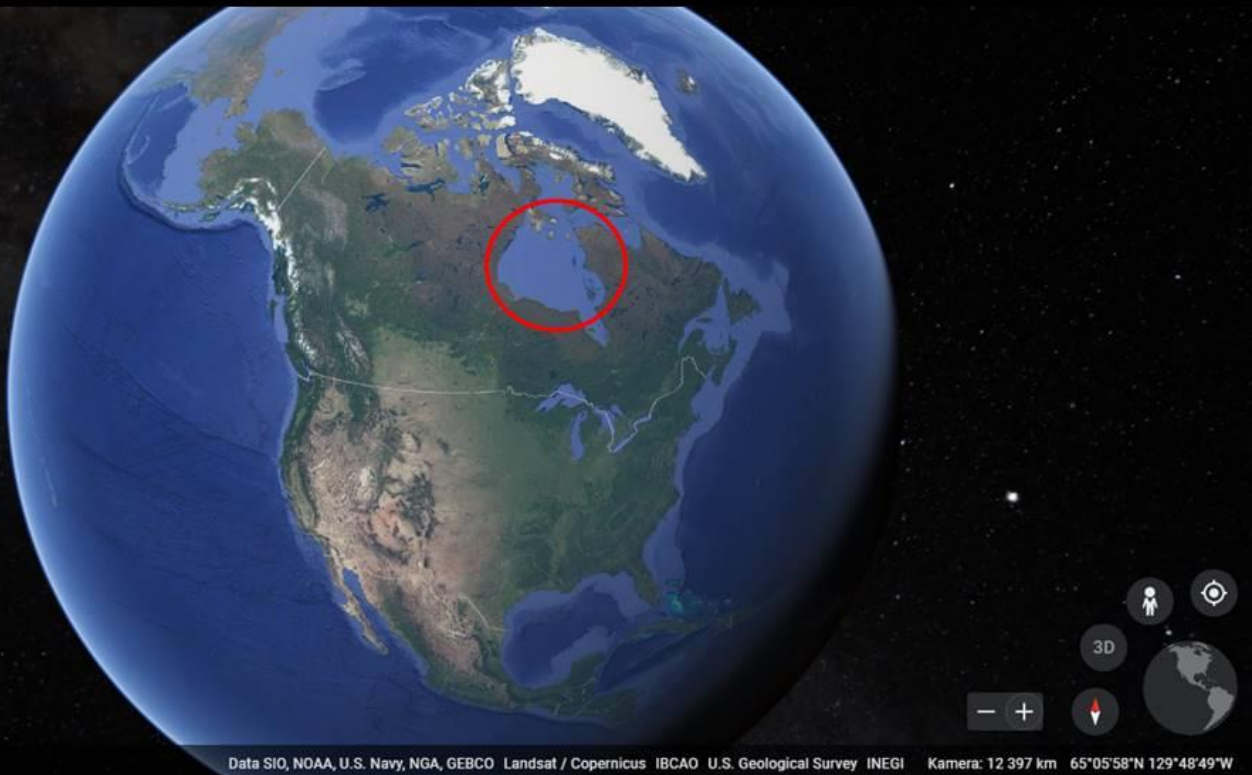 3D
Data SIO, NOAA, U.S. Navy, NGA, GEBCO Landsat / Copernicus IBCAO U.S. Geological Survey INEGI Kamera: 12 397 km 65°05'58"N 129°48'49"W